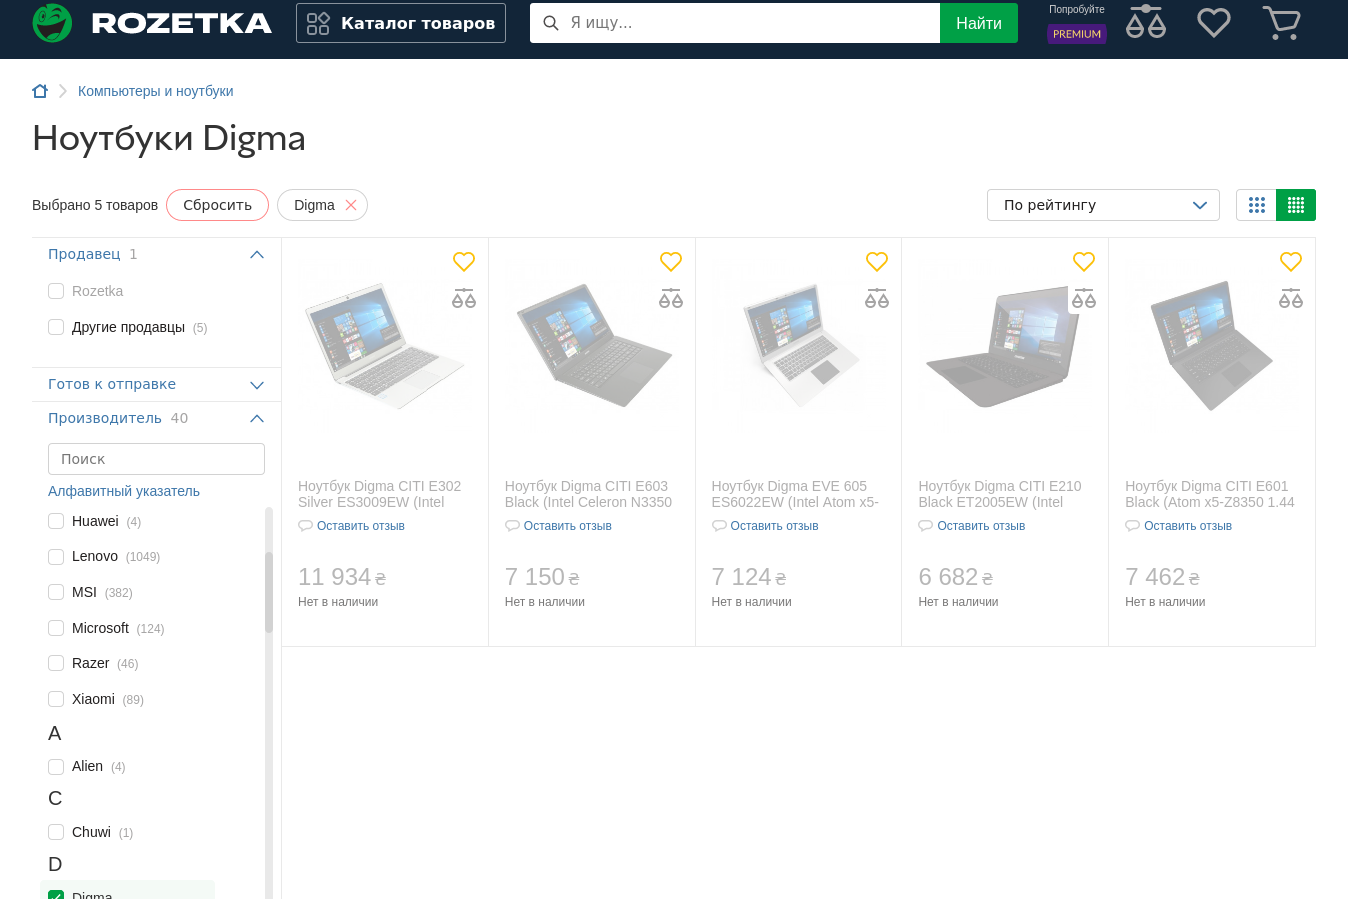 ROZETKA
Каталог товаров
Я ищу...
Найти
Попробуйте
PREMIUM
Компьютеры и ноутбуки
Ноутбуки Digma
Выбрано 5 товаров
Сбросить
Digma
По рейтингу
Продавец 1
Rozetka
Другие продавцы (5)
Готов к отправке
Производитель 40
Поиск
Алфавитный указатель
Huawei (4)
Lenovo (1049)
MSI (382)
Microsoft (124)
Razer (46)
Xiaomi (89)
A
Alien (4)
C
Chuwi (1)
D
Digma
Ноутбук Digma CITI E302
Silver ES3009EW (Intel
Оставить отзыв
11 934 ₴
Нет в наличии
Ноутбук Digma CITI E603
Black (Intel Celeron N3350
Оставить отзыв
7 150 ₴
Нет в наличии
Ноутбук Digma EVE 605
ES6022EW (Intel Atom x5-
Оставить отзыв
7 124 ₴
Нет в наличии
Ноутбук Digma CITI E210
Black ET2005EW (Intel
Оставить отзыв
6 682 ₴
Нет в наличии
Ноутбук Digma CITI E601
Black (Atom x5-Z8350 1.44
Оставить отзыв
7 462 ₴
Нет в наличии